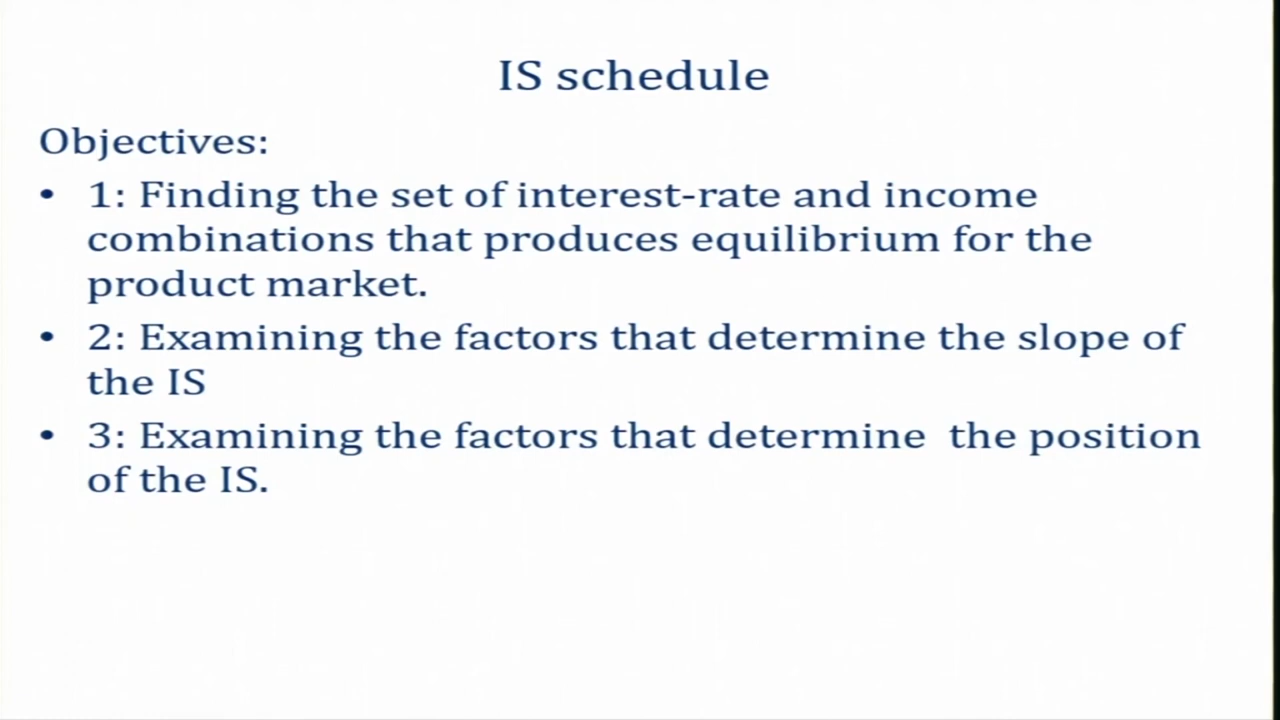 IS schedule
Objectives:
• 1: Finding the set of interest-rate and income
combinations that produces equilibrium for the
product market.
• 2: Examining the factors that determine the slope of
the IS
• 3: Examining the factors that determine  the position
of the IS.